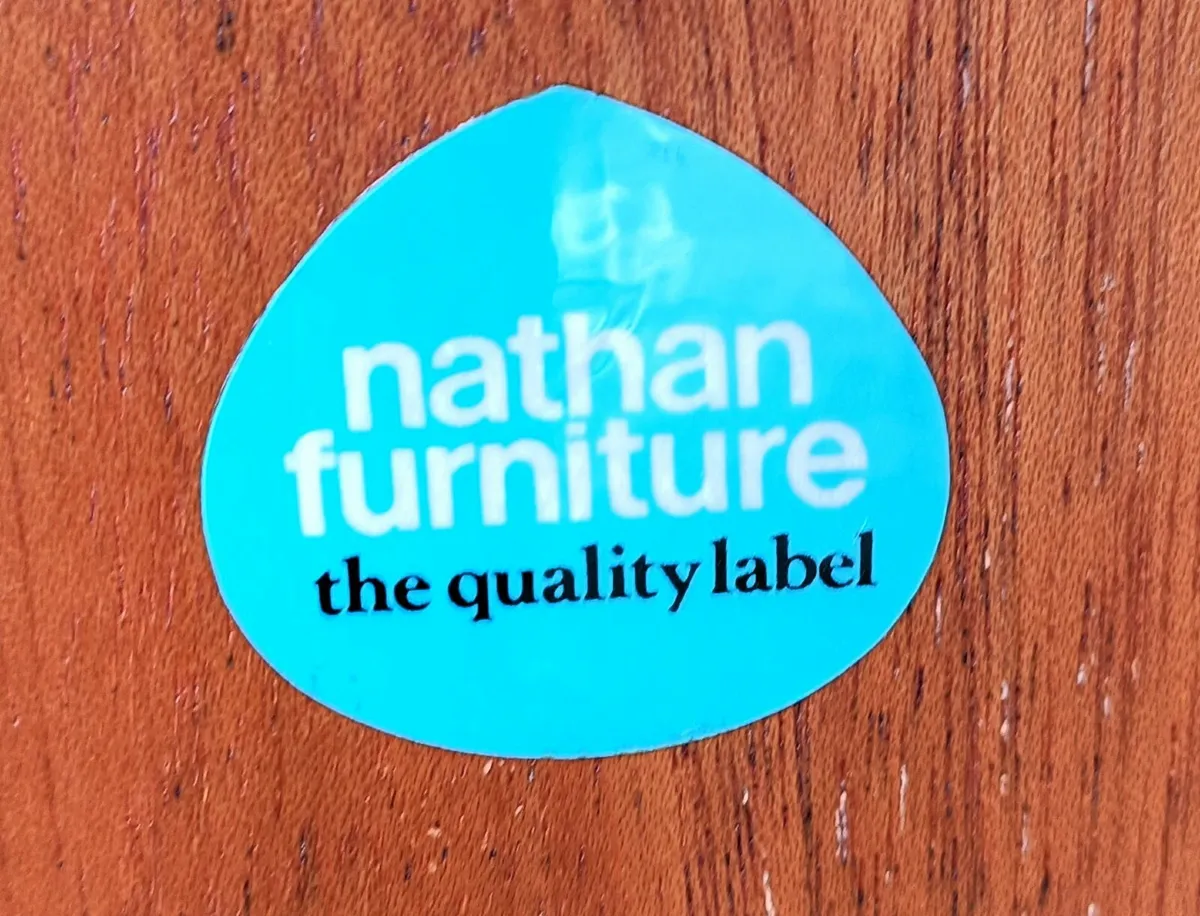 nathan
furniture
the quality label